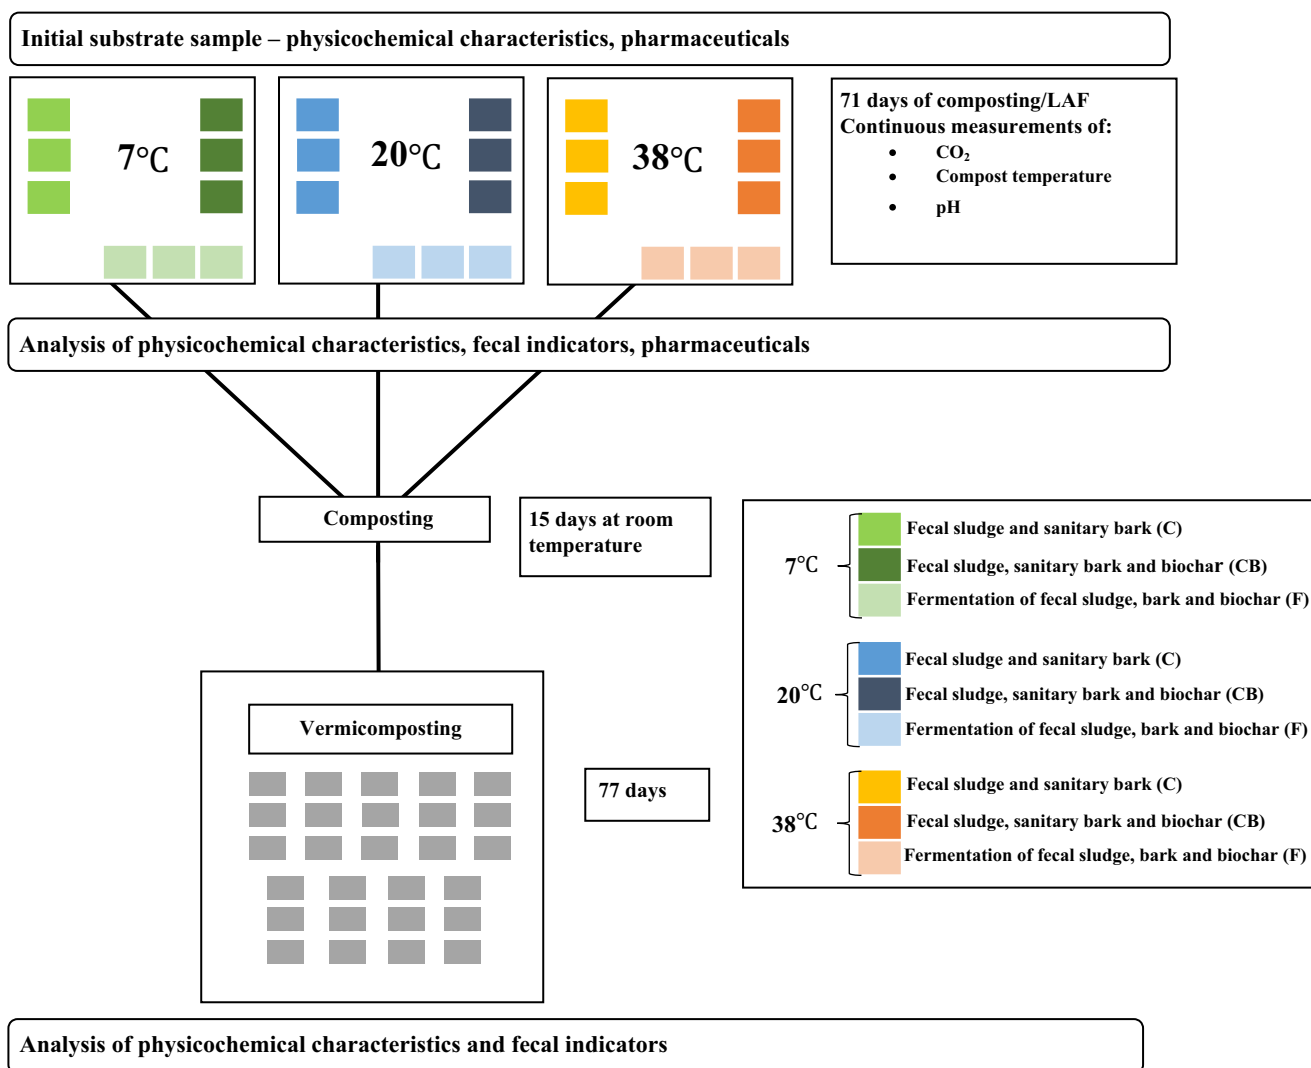 Initial substrate sample – physicochemical characteristics, pharmaceuticals
7°C
20°C
38°C
71 days of composting/LAF
Continuous measurements of:
• CO₂
• Compost temperature
• pH
Analysis of physicochemical characteristics, fecal indicators, pharmaceuticals
Composting
15 days at room
temperature
Vermicomposting
77 days
7°C
Fecal sludge and sanitary bark (C)
Fecal sludge, sanitary bark and biochar (CB)
Fermentation of fecal sludge, bark and biochar (F)
20°C
Fecal sludge and sanitary bark (C)
Fecal sludge, sanitary bark and biochar (CB)
Fermentation of fecal sludge, bark and biochar (F)
38°C
Fecal sludge and sanitary bark (C)
Fecal sludge, sanitary bark and biochar (CB)
Fermentation of fecal sludge, bark and biochar (F)
Analysis of physicochemical characteristics and fecal indicators